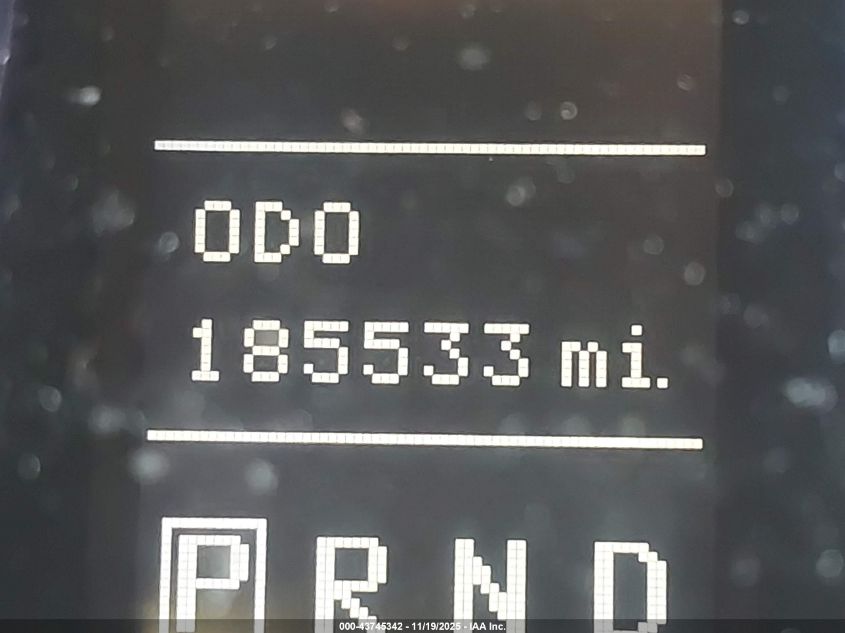 ODO
185533 mi.
P R N D
000-43745342 - 11/19/2025 - IAA Inc.